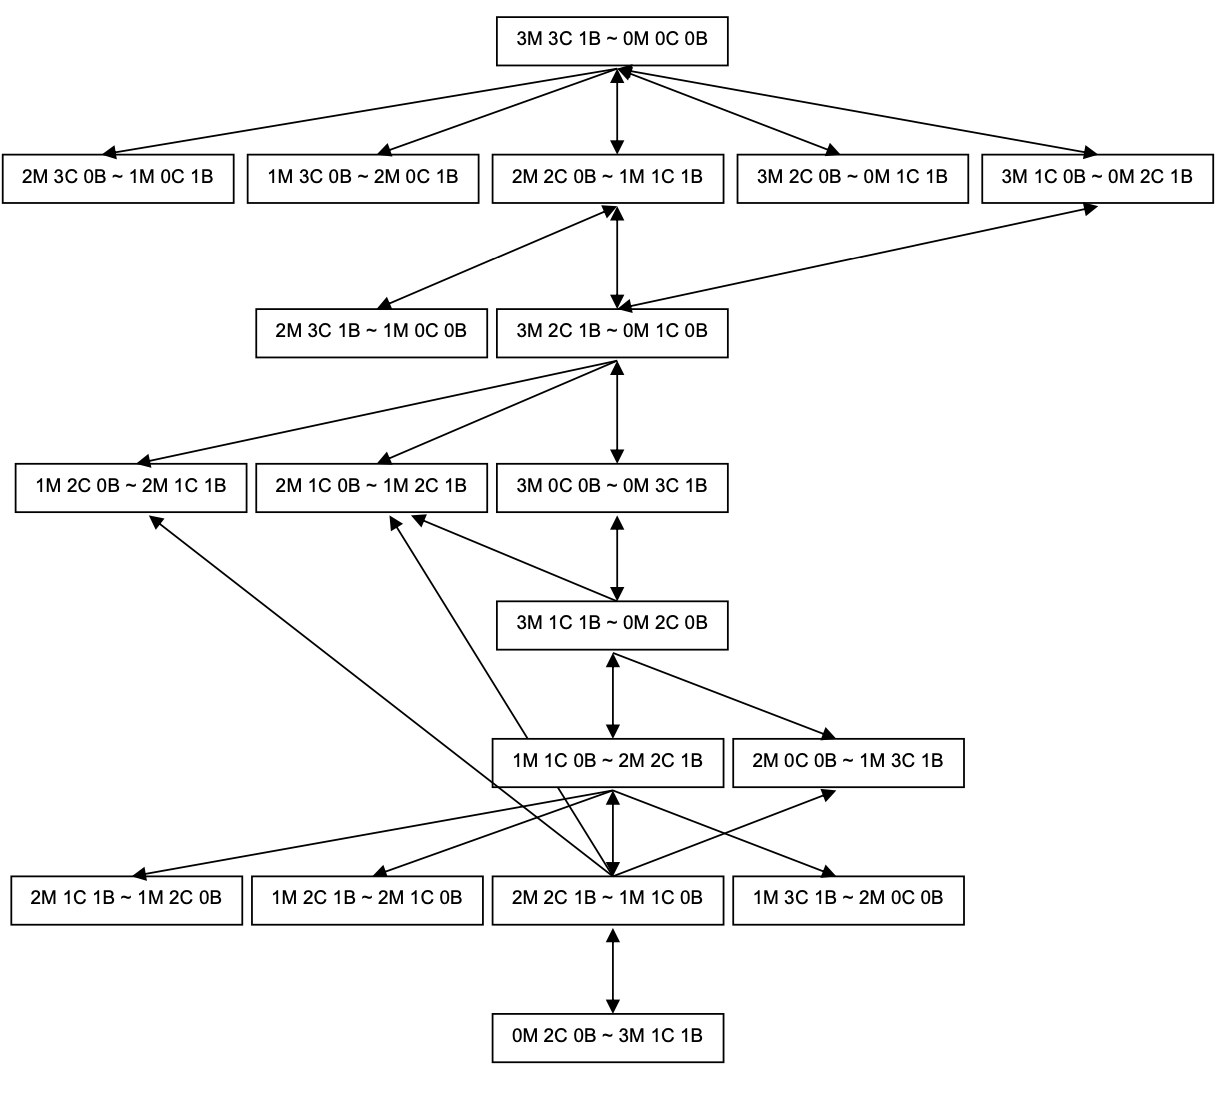 3M 3C 1B ~ 0M 0C 0B
2M 3C 0B ~ 1M 0C 1B
1M 3C 0B ~ 2M 0C 1B
2M 2C 0B ~ 1M 1C 1B
3M 2C 0B ~ 0M 1C 1B
3M 1C 0B ~ 0M 2C 1B
2M 3C 1B ~ 1M 0C 0B
3M 2C 1B ~ 0M 1C 0B
1M 2C 0B ~ 2M 1C 1B
2M 1C 0B ~ 1M 2C 1B
3M 0C 0B ~ 0M 3C 1B
3M 1C 1B ~ 0M 2C 0B
1M 1C 0B ~ 2M 2C 1B
2M 0C 0B ~ 1M 3C 1B
2M 1C 1B ~ 1M 2C 0B
1M 2C 1B ~ 2M 1C 0B
2M 2C 1B ~ 1M 1C 0B
1M 3C 1B ~ 2M 0C 0B
0M 2C 0B ~ 3M 1C 1B